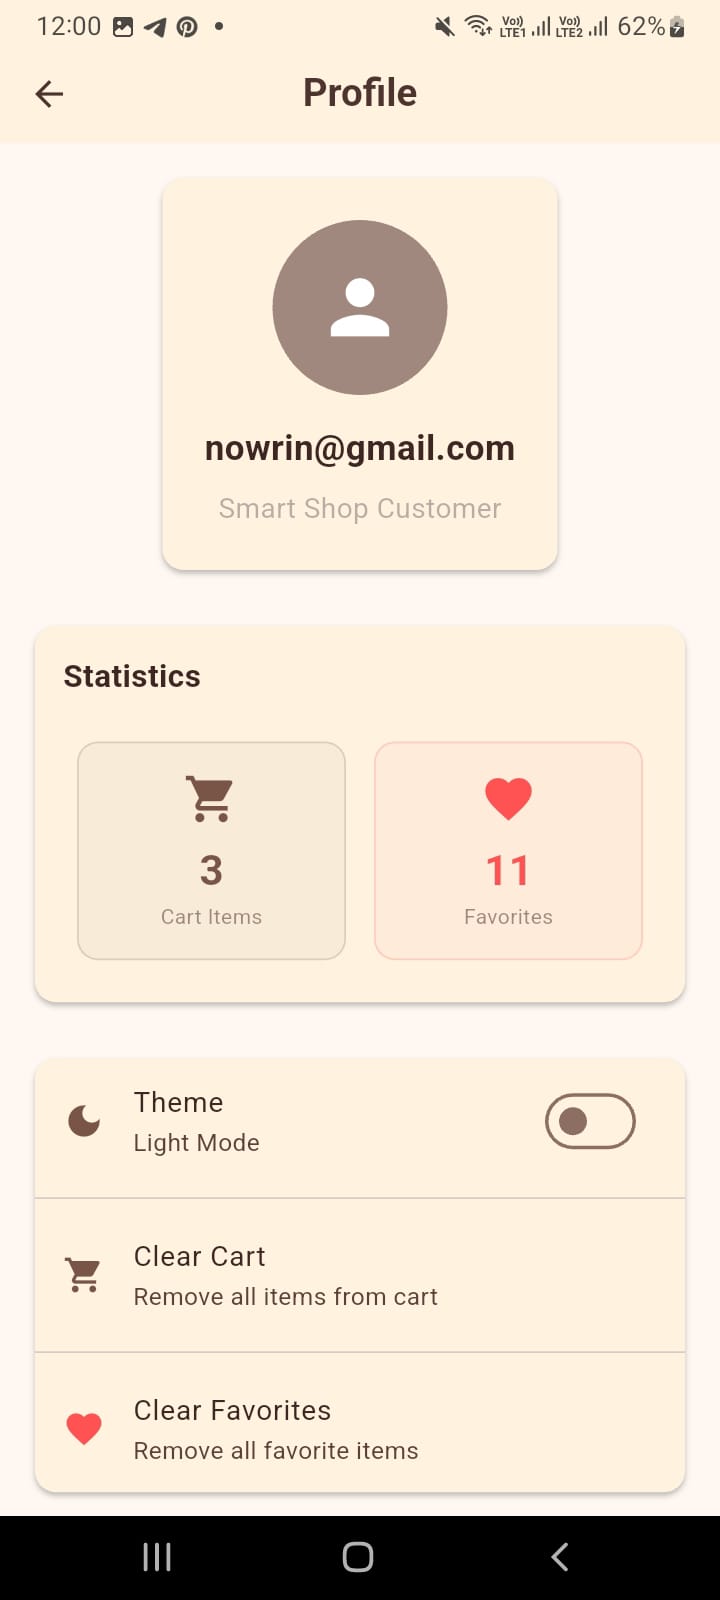 12:00 Vo)) LTE1 Vo)) LTE2 62%
Profile
nowrin@gmail.com
Smart Shop Customer
Statistics
3
Cart Items
11
Favorites
Theme
Light Mode
Clear Cart
Remove all items from cart
Clear Favorites
Remove all favorite items